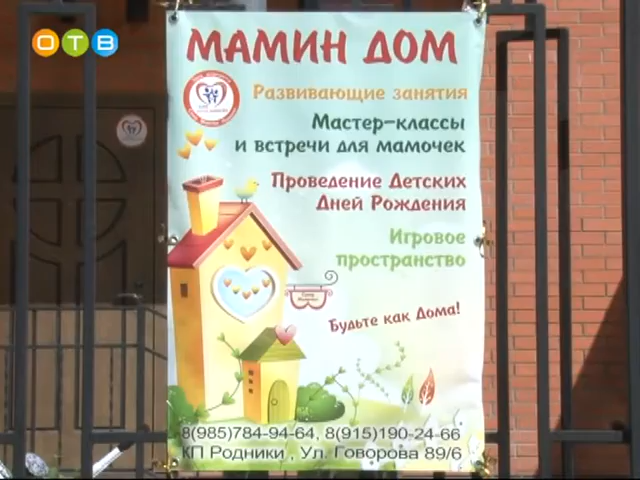 ОТВ
МАМИН ДОМ
Развивающие занятия
Мастер-классы
и встречи для мамочек
Проведение Детских
Дней Рождения
Игровое
пространство
Будьте как Дома!
8(985)784-94-64, 8(915)190-24-66
КП Родники , Ул. Говорова 89/6